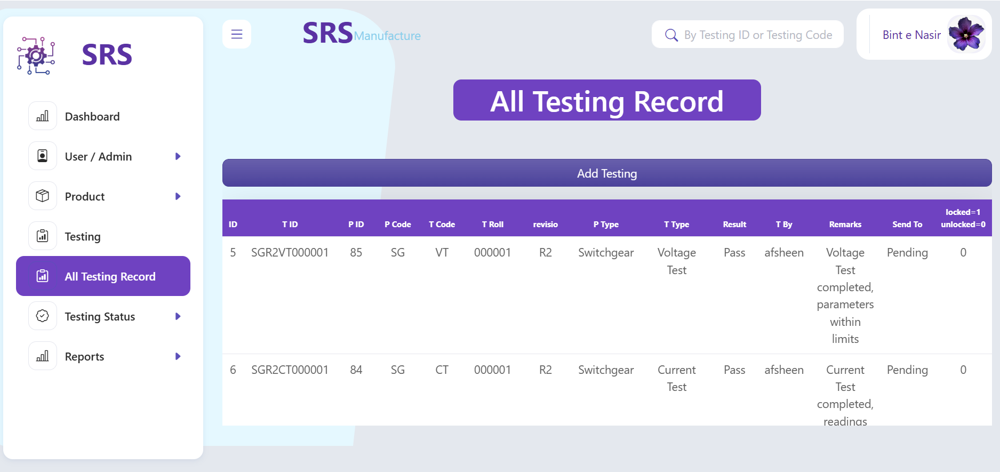 SRS
Dashboard
User / Admin
Product
Testing
All Testing Record
Testing Status
Reports
SRS Manufacture
By Testing ID or Testing Code
Bint e Nasir
All Testing Record
Add Testing
ID T ID P ID P Code T Code T Roll revisio P Type T Type Result T By Remarks Send To locked=1 unlocked=0
5 SGR2VT000001 85 SG VT 000001 R2 Switchgear Voltage Test Pass afsheen Voltage Test completed, parameters within limits Pending 0
6 SGR2CT000001 84 SG CT 000001 R2 Switchgear Current Test Pass afsheen Current Test completed, readings Pending 0